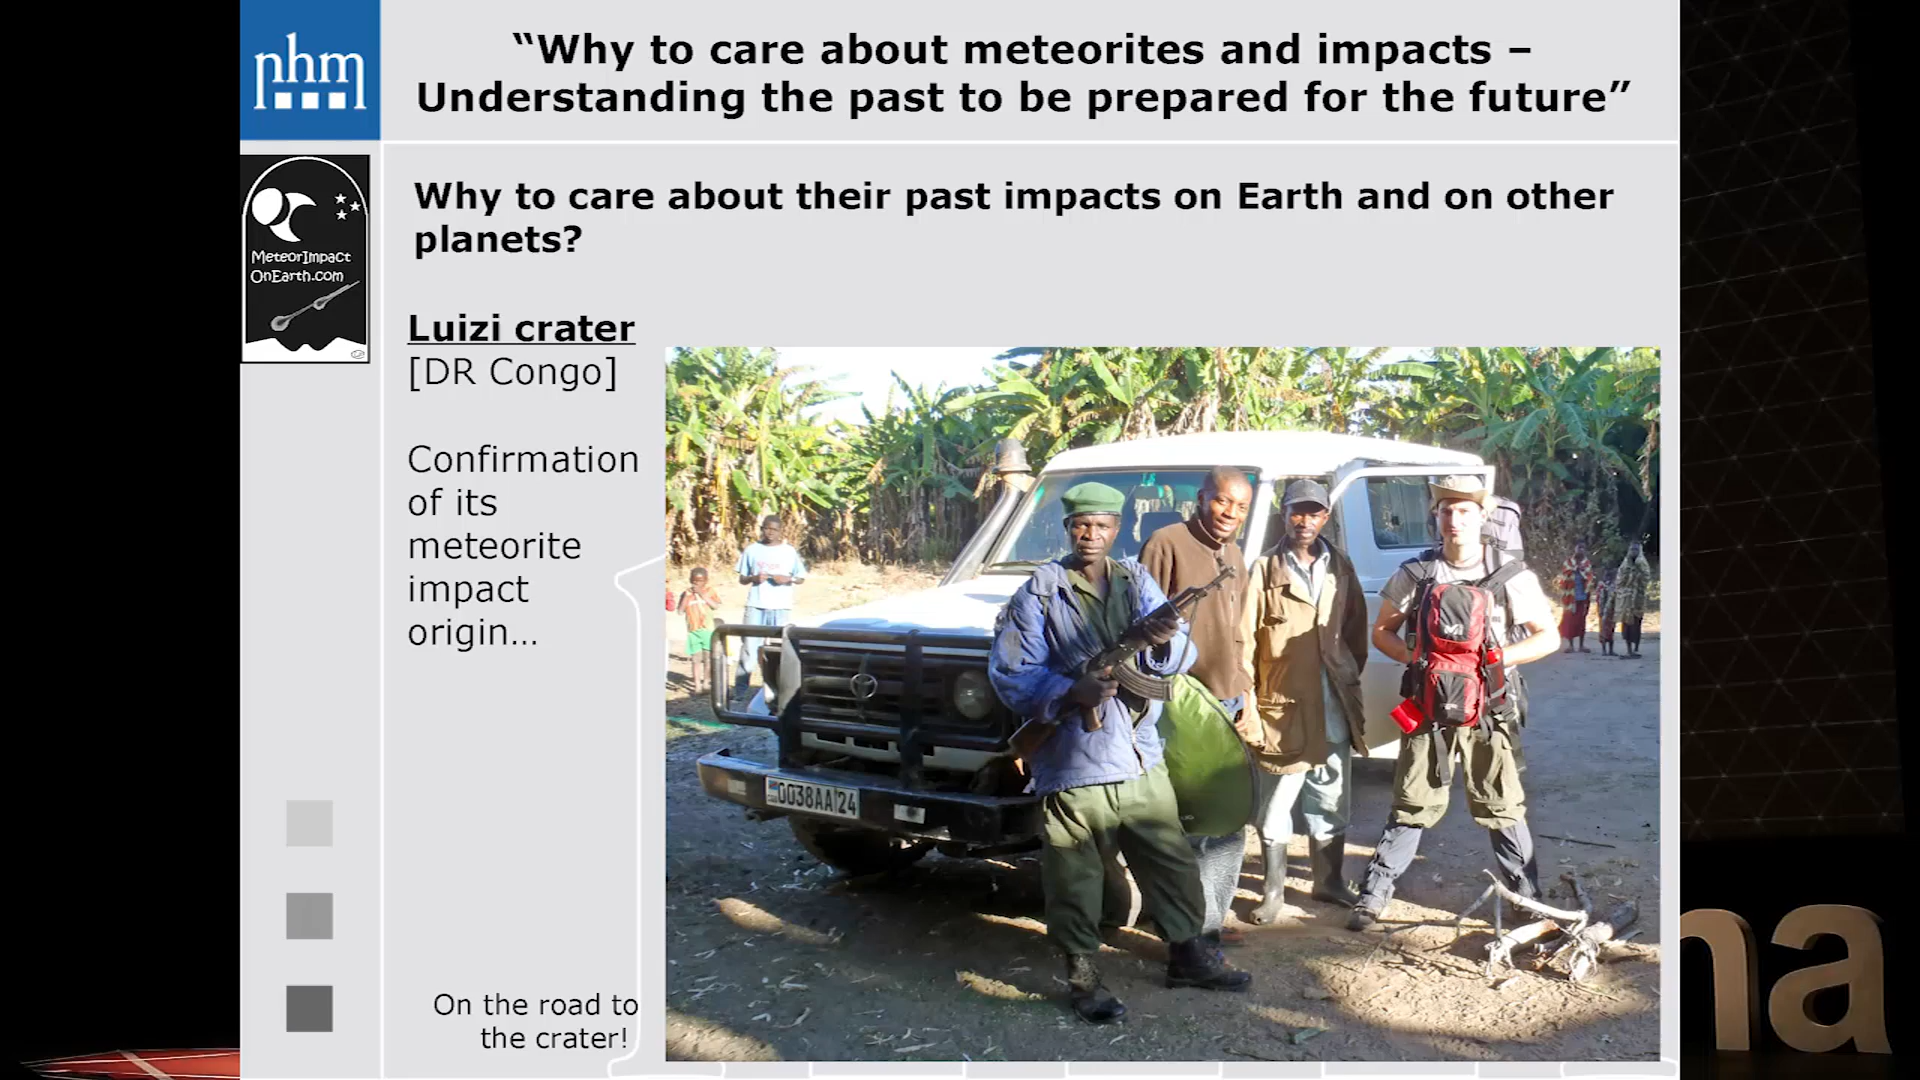 nhm
“Why to care about meteorites and impacts –
Understanding the past to be prepared for the future”
MeteorImpact
OnEarth.com
Why to care about their past impacts on Earth and on other
planets?
Luizi crater
[DR Congo]
Confirmation
of its
meteorite
impact
origin…
0038AA 24
On the road to
the crater!
na